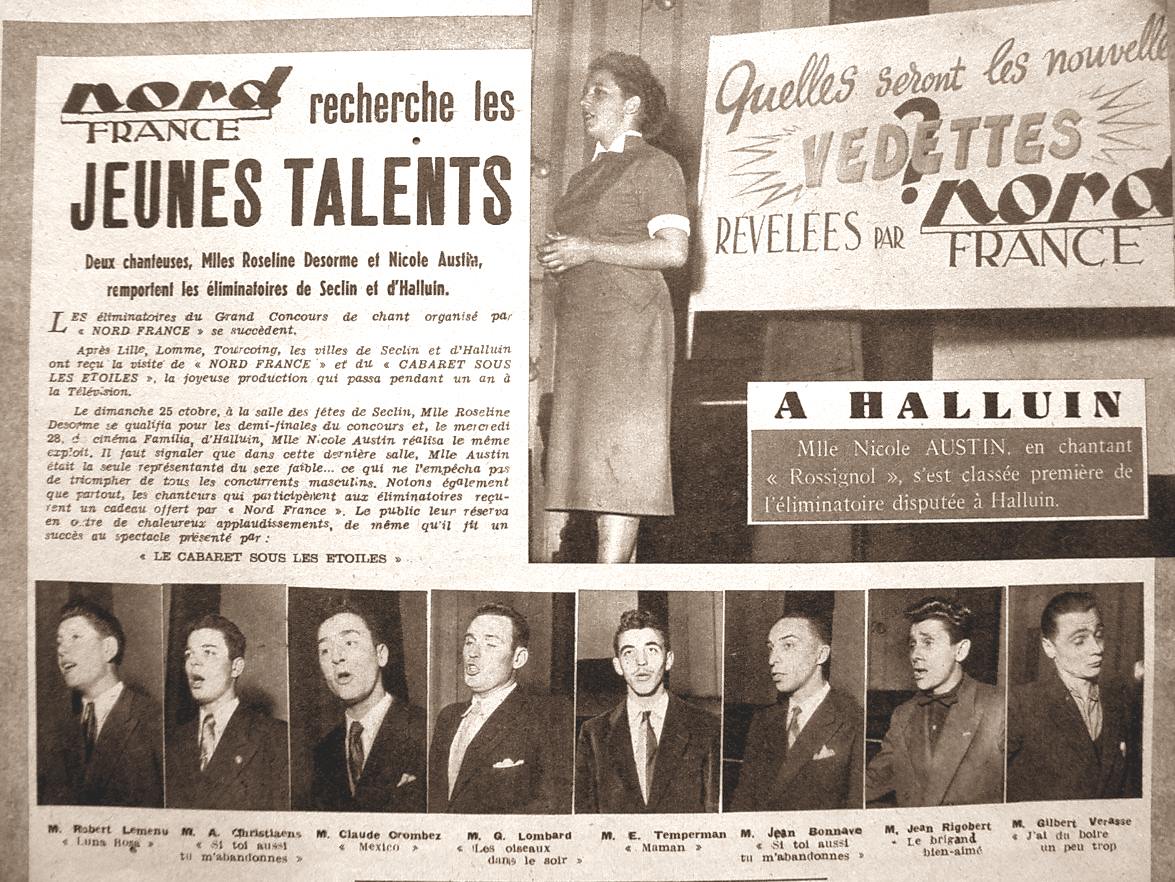 nord
FRANCE
recherche les
JEUNES TALENTS
Deux chanteuses, Mlles Roseline Desorme et Nicole Austin,
remportent les éliminatoires de Seclin et d'Halluin.
LES éliminatoires du Grand Concours de chant organisé par
« NORD FRANCE » se succèdent.
Après Lille, Lomme, Tourcoing, les villes de Seclin et d'Halluin
ont reçu la visite de « NORD FRANCE » et du « CABARET SOUS
LES ETOILES », la joyeuse production qui passa pendant un an à
la Télévision.
Le dimanche 25 ctobre, à la salle des fêtes de Seclin, Mlle Roseline
Desorme se qualifia pour les demi-finales du concours et, le mercredi
28, cinéma Familia, d'Halluin, Mlle Nicole Austin réalisa le même
exploit. Il faut signaler que dans cette dernière salle, Mlle Austin
était la seule représentante du sexe faible... ce qui ne l'empêcha pas
de triompher de tous les concurrents masculins. Notons également
que partout, les chanteurs qui participèrent aux éliminatoires reçu-
rent un cadeau offert par « Nord France ». Le public leur réserva
en outre de chaleureux applaudissements, de même qu'il fit un
succès au spectacle présenté par :
« LE CABARET SOUS LES ETOILES »
Quelles seront les nouvelle
VEDETTES
?
RÉVÉLÉES PAR nord
FRANCE
A HALLUIN
Mlle Nicole AUSTIN, en chantant
« Rossignol », s'est classée première de
l'éliminatoire disputée à Halluin.
M. Robert Lemenu
« Luna Rosa »
M. A. Christiaens
« Si toi aussi
tu m'abandonnes »
M. Claude Crombez
« Mexico »
M. G. Lombard
« Les oiseaux
dans le soir »
M. E. Temperman
« Maman »
M. Jean Bonnave
« Si toi aussi
tu m'abandonnes »
M. Jean Rigobert
« Le brigand
bien-aimé
M. Gilbert Verasse
« J'ai du boire
un peu trop